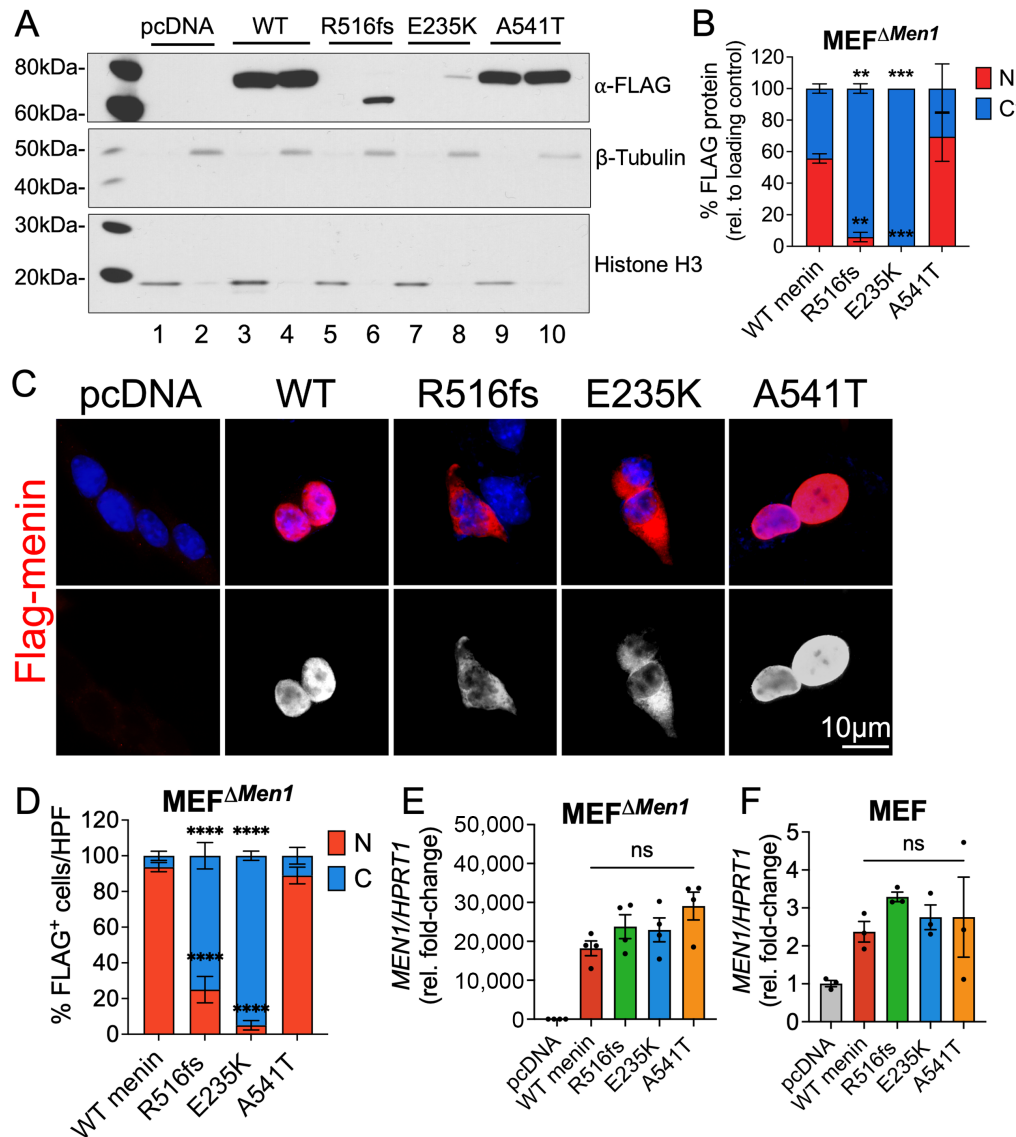 A
pcDNA WT R516fs E235K A541T
80kDa-
60kDa-
α-FLAG
50kDa-
40kDa-
β-Tubulin
30kDa-
20kDa-
Histone H3
1 2 3 4 5 6 7 8 9 10
B
MEFΔMen1
% FLAG protein
(rel. to loading control)
120
100
80
60
40
20
0
** ***
** ***
N
C
WT menin
R516fs
E235K
A541T
C
pcDNA WT R516fs E235K A541T
Flag-menin
10μm
D
MEFΔMen1
% FLAG+ cells/HPF
120
100
80
60
40
20
0
**** ****
****
****
N
C
WT menin
R516fs
E235K
A541T
E
MEFΔMen1
MEN1/HPRT1
(rel. fold-change)
50,000
40,000
30,000
20,000
10,000
0
ns
pcDNA
WT menin
R516fs
E235K
A541T
F
MEF
MEN1/HPRT1
(rel. fold-change)
5
4
3
2
1
0
ns
pcDNA
WT menin
R516fs
E235K
A541T